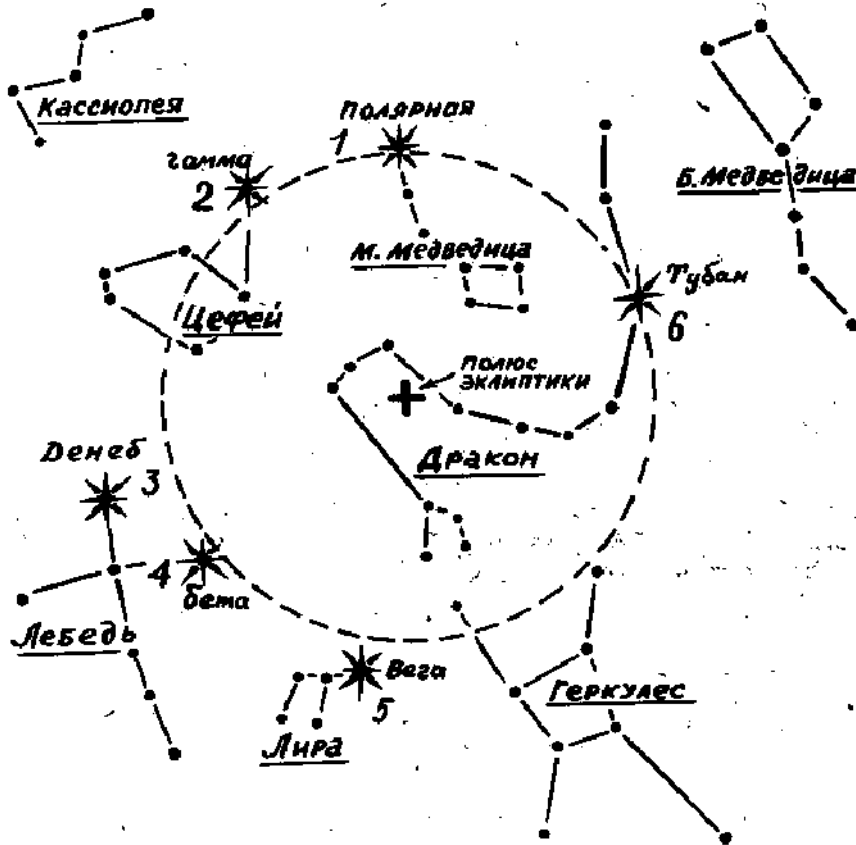 Кассиопея
Полярная
1
гамма
2
Б. Медведица
М. Медведица
Тубан
6
Цефей
Полюс
эклиптики
Дракон
Денеб
3
4
бета
Лебедь
Вега
5
Лира
Геркулес